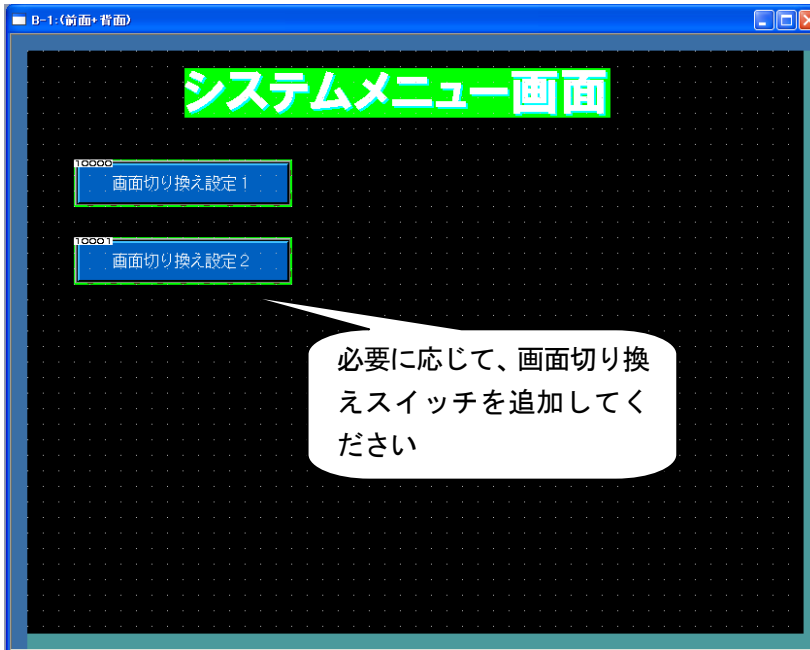 B-1:(前面+背面)
システムメニュー画面
10000
画面切り換え設定１
10001
画面切り換え設定２
必要に応じて、画面切り換
えスイッチを追加してく
ださい